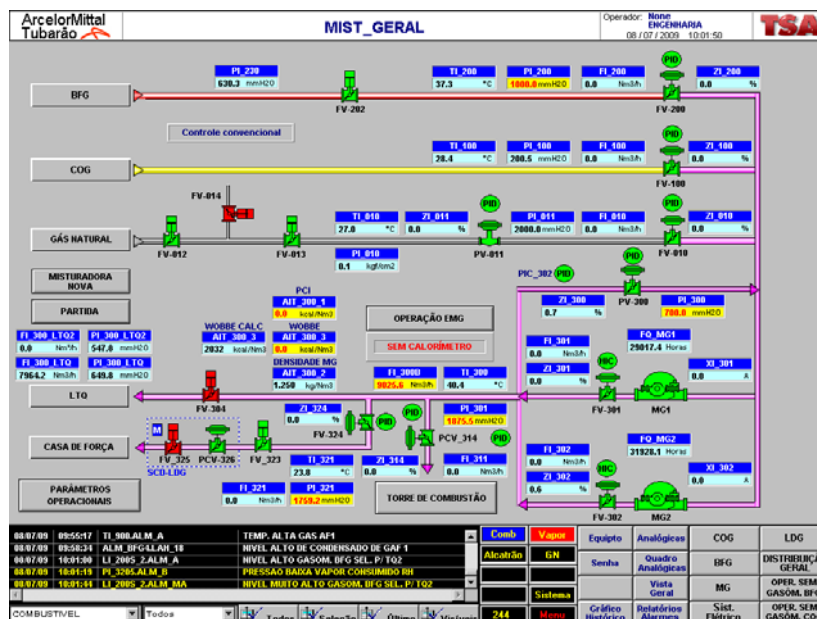 ArcelorMittal
Tubarão
MIST_GERAL
Operador: None
ENGENHARIA
08/07/2009 10:01:50
TSA
PI_230
630.3 mmH2O
TI_200
37.3 °C
PI_200
1000.0 mmH2O
FI_200
0.0 Nm3/h
PID
ZI_200
0.0 %
BFG
FV-202
FV-200
Controle convencional
TI_100
28.4 °C
PI_100
200.5 mmH2O
FI_100
0.0 Nm3/h
PID
ZI_100
0.0 %
COG
FV-100
FV-014
TI_010
27.0 °C
ZI_011
0.0 %
PID
PI_011
2000.0 mmH2O
FI_010
0.0 Nm3/h
PID
ZI_010
0.0 %
GÁS NATURAL
FV-012
FV-013
PV-011
FV-010
PI_010
0.1 kgf/cm2
MISTURADORA
NOVA
PIC_302 PID
PID
PV-300
ZI_300
0.7 %
PI_300
700.0 mmH2O
PARTIDA
PCI
AIT_300_1
0.0 kcal/Nm3
WOBBE CALC
AIT_300_3
2032 kcal/Nm3
WOBBE
AIT_300_3
0.0 kcal/Nm3
DENSIDADE MG
AIT_300_2
1.250 kg/Nm3
OPERAÇÃO EMG
SEM CALORÍMETRO
FI_300_LTQ2
0.0 Nm³/h
PI_300_LTQ2
547.0 mmH2O
FI_300_LTQ
7964.2 Nm3/h
PI_300_LTQ
649.8 mmH2O
FI_301
0.0 Nm3/h
ZI_301
0.0 %
FQ_MG1
29017.4 Horas
XI_301
0.0 A
HIC
FV-301
MG1
FI_300D
9025.6 Nm3/h
TI_300
40.4 °C
LTQ
FV-304
ZI_324
0.0 %
FV-324
PID
PID
PI_301
1075.5 mmH2O
PCV_314
PID
CASA DE FORÇA
M
FV_325
PCV-326
FV_323
SCD-LDG
TI_321
23.0 °C
ZI_314
0.0 %
FI_311
0.0 Nm3/h
FI_302
0.0 Nm3/h
ZI_302
0.6 %
FQ_MG2
31928.1 Horas
XI_302
0.0 A
HIC
FV-302
MG2
PARÂMETROS
OPERACIONAIS
FI_321
0.0 Nm3/h
PI_321
1759.2 mmH2O
TORRE DE COMBUSTÃO
08/07/09 09:55:17 TI_900.ALM_A TEMP. ALTA GAS AF1
08/07/09 09:58:34 ALM_BFG4.LAH_18 NIVEL ALTO DE CONDENSADO DE GAF 1
08/07/09 10:01:00 LI_2005_2.ALM_A NIVEL ALTO GASOM. BFG SEL. P/ TQ2
08/07/09 10:01:19 PI_3205.ALM_B PRESSAO BAIXA VAPOR CONSUMIDO RH
08/07/09 10:01:44 LI_2005_2.ALM_MA NIVEL MUITO ALTO GASOM. BFG SEL. P/ TQ2
COMBUSTIVEL
Todos
Todos
Seleção
Último
Visíveis
Comb
Vapor
Alcatrão
GN
Sistema
244
Menu
Equipto
Analógicas
COG
LDG
Senha
Quadro
Analógicas
BFG
DISTRIBUIÇ
GERAL
Vista
Geral
MG
OPER. SEM
GASÔM. BF
Gráfico
Histórico
Relatórios
Alarmes
Sist.
Elétrico
OPER. SEM
GASÔM. CO